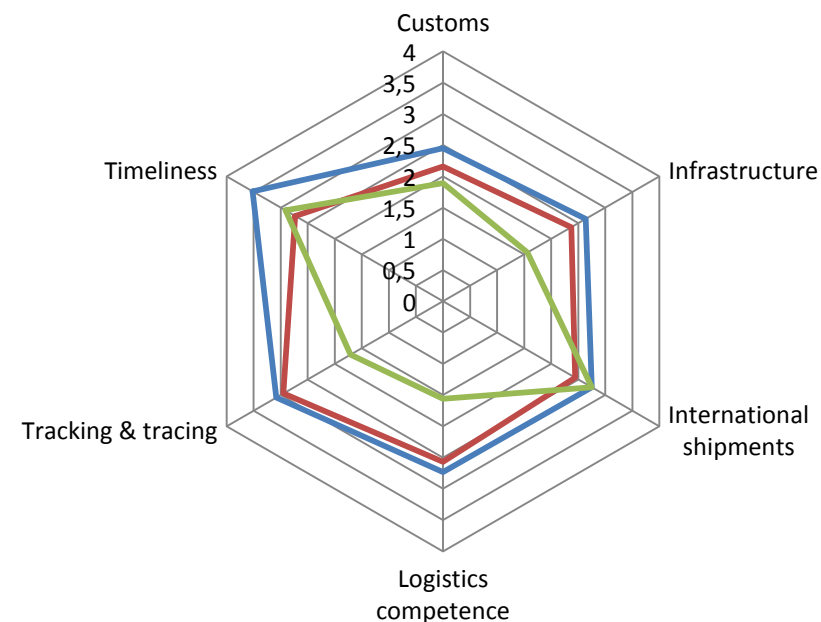 Customs
4
3,5
3
2,5
2
1,5
1
0,5
0
Timeliness
Infrastructure
Tracking & tracing
International
shipments
Logistics
competence